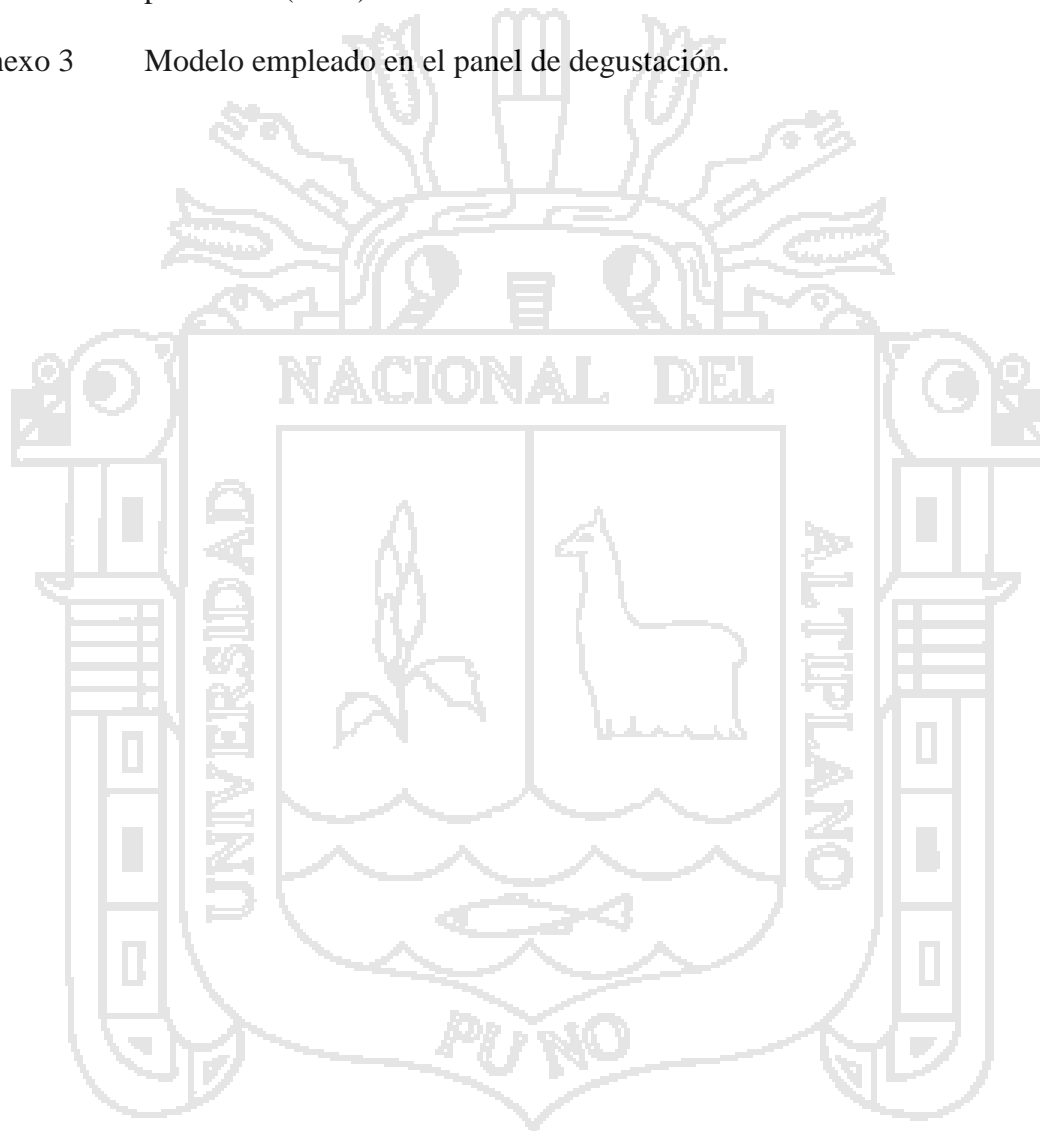 nexo 3 Modelo empleado en el panel de degustación.
NACIONAL DEL
UNIVERSIDAD
ALTIPLANO
PUNO